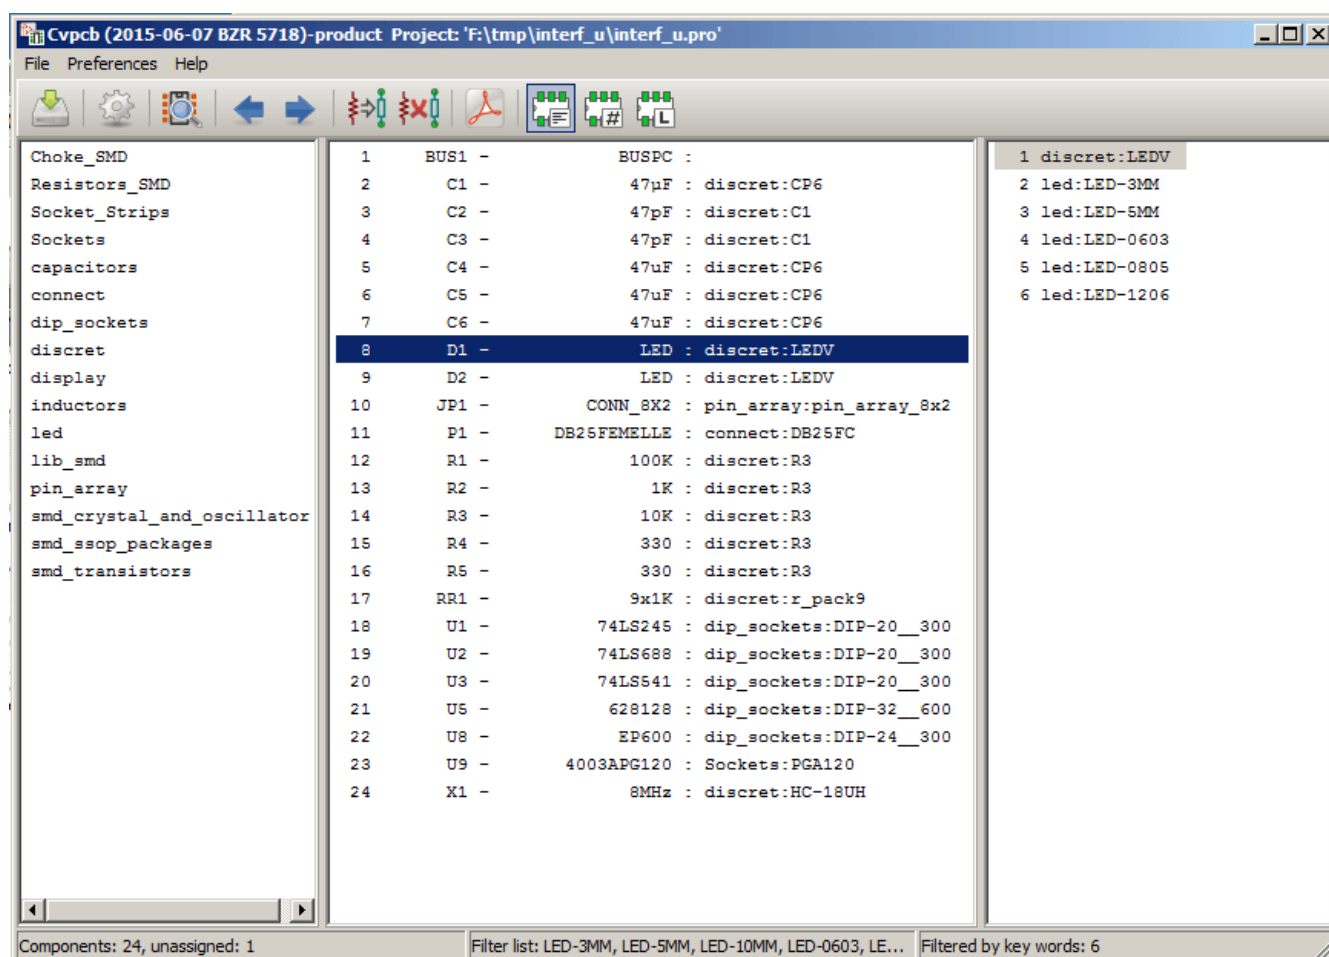 Cvpcb (2015-06-07 BZR 5718)-product Project: 'F:\tmp\interf_u\interf_u.pro'
File Preferences Help
#
L
Choke_SMD
Resistors_SMD
Socket_Strips
Sockets
capacitors
connect
dip_sockets
discret
display
inductors
led
lib_smd
pin_array
smd_crystal_and_oscillator
smd_ssop_packages
smd_transistors
1 BUS1 - BUSPC :
2 C1 - 47µF : discret:CP6
3 C2 - 47pF : discret:C1
4 C3 - 47pF : discret:C1
5 C4 - 47uF : discret:CP6
6 C5 - 47uF : discret:CP6
7 C6 - 47uF : discret:CP6
8 D1 - LED : discret:LEDV
9 D2 - LED : discret:LEDV
10 JP1 - CONN_8X2 : pin_array:pin_array_8x2
11 P1 - DB25FEMELLE : connect:DB25FC
12 R1 - 100K : discret:R3
13 R2 - 1K : discret:R3
14 R3 - 10K : discret:R3
15 R4 - 330 : discret:R3
16 R5 - 330 : discret:R3
17 RR1 - 9x1K : discret:r_pack9
18 U1 - 74LS245 : dip_sockets:DIP-20__300
19 U2 - 74LS688 : dip_sockets:DIP-20__300
20 U3 - 74LS541 : dip_sockets:DIP-20__300
21 U5 - 628128 : dip_sockets:DIP-32__600
22 U8 - EP600 : dip_sockets:DIP-24__300
23 U9 - 4003APG120 : Sockets:PGA120
24 X1 - 8MHz : discret:HC-18UH
1 discret:LEDV
2 led:LED-3MM
3 led:LED-5MM
4 led:LED-0603
5 led:LED-0805
6 led:LED-1206
Components: 24, unassigned: 1
Filter list: LED-3MM, LED-5MM, LED-10MM, LED-0603, LE...
Filtered by key words: 6